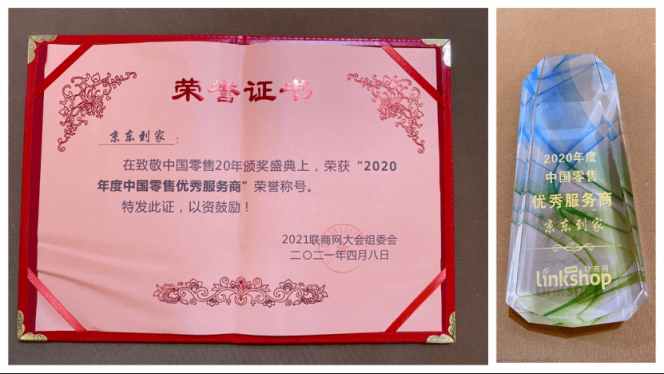 荣誉证书
京东到家：
在致敬中国零售20年颁奖盛典上，荣获“2020
年度中国零售优秀服务商”荣誉称号。
特发此证，以资鼓励！
2021联商网大会组委会
二〇二一年四月八日
2020年度
中国零售
优秀服务商
京东到家
联商网
linkshop